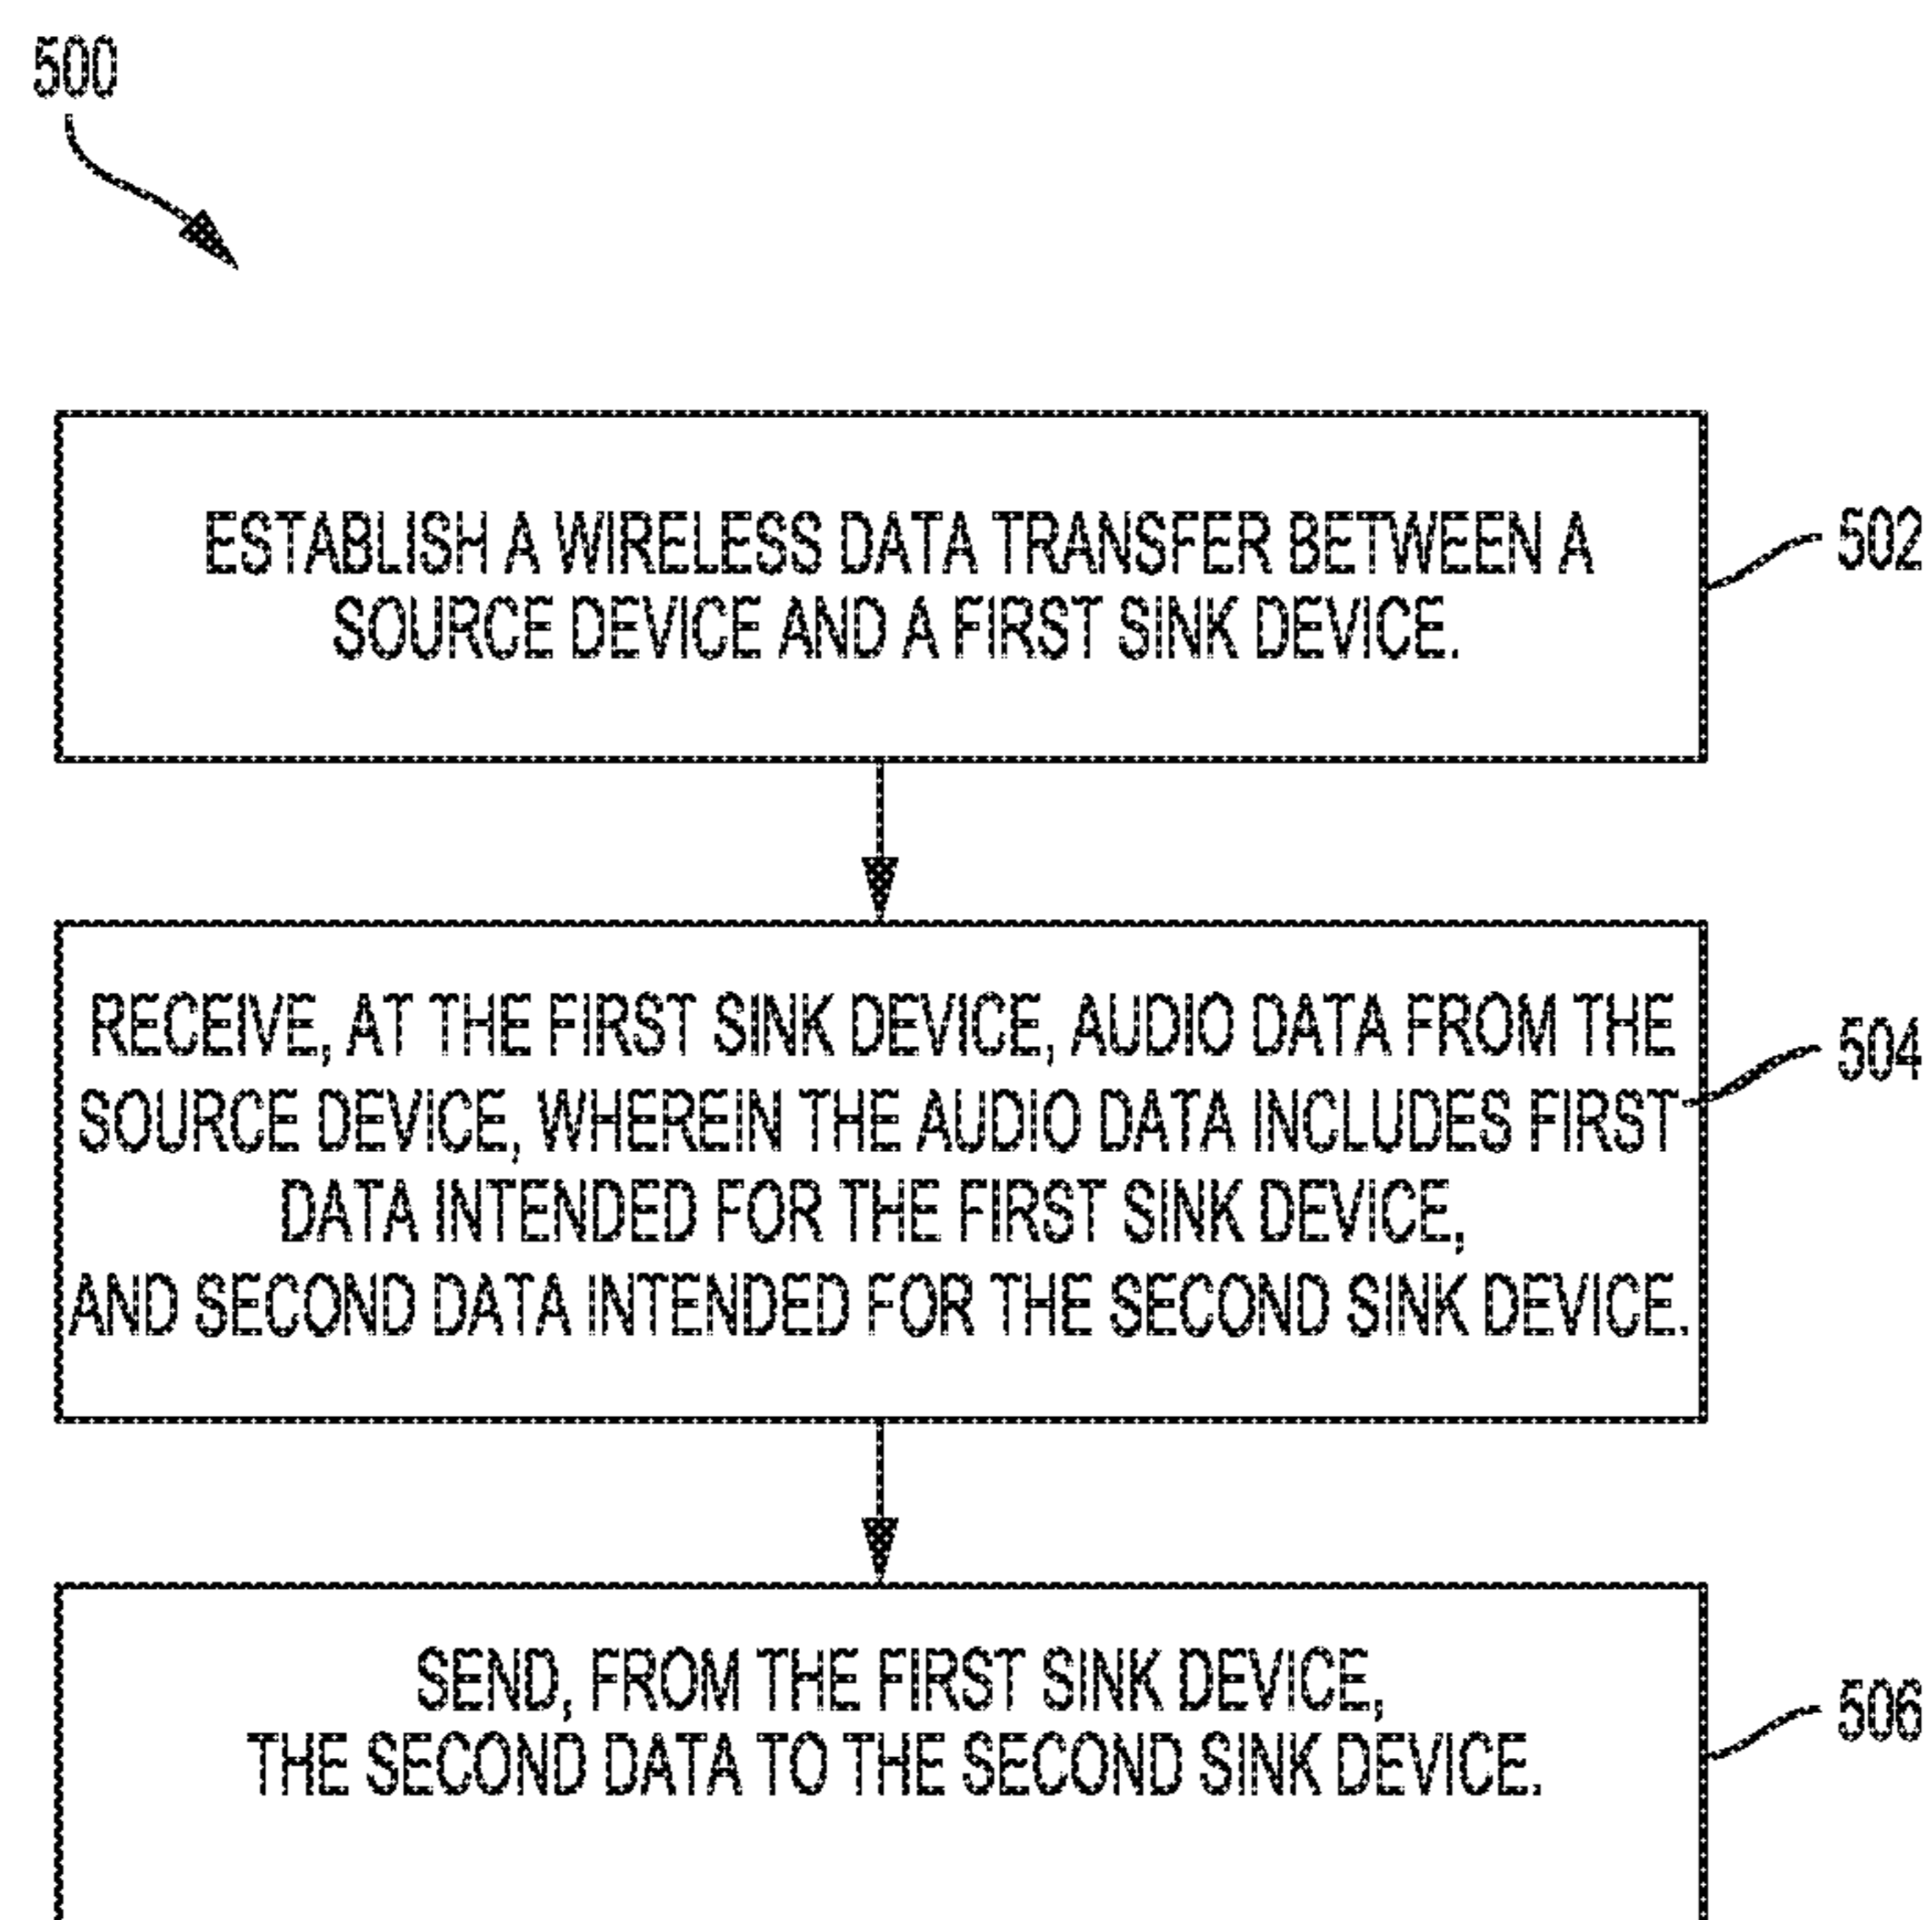 500
ESTABLISH A WIRELESS DATA TRANSFER BETWEEN A
SOURCE DEVICE AND A FIRST SINK DEVICE.
502
RECEIVE, AT THE FIRST SINK DEVICE, AUDIO DATA FROM THE
SOURCE DEVICE, WHEREIN THE AUDIO DATA INCLUDES FIRST
DATA INTENDED FOR THE FIRST SINK DEVICE,
AND SECOND DATA INTENDED FOR THE SECOND SINK DEVICE.
504
SEND, FROM THE FIRST SINK DEVICE,
THE SECOND DATA TO THE SECOND SINK DEVICE.
506